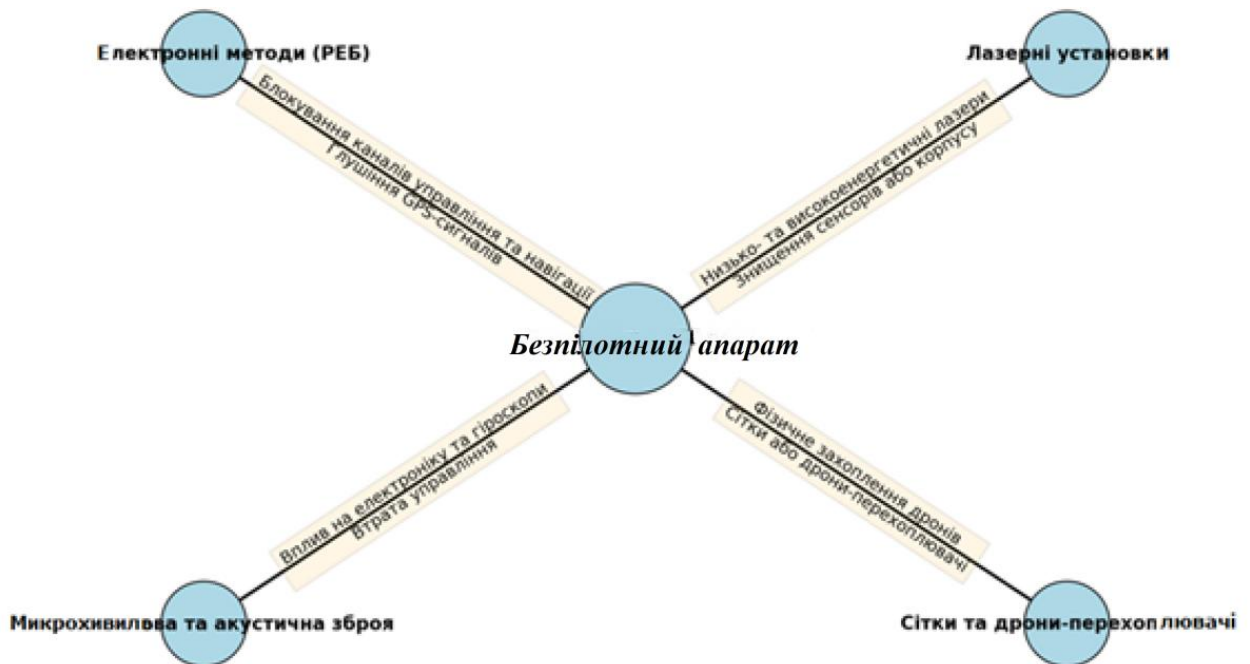 Електронні методи (РЕБ)
Лазерні установки
Блокування каналів управління та навігації
Глушіння GPS-сигналів
Низько- та високоенергетичні лазери
Знищення сенсорів або корпусу
Безпілотний апарат
Вплив на електроніку та гіроскопи
Втрата управління
Фізичне захоплення дронів
Сітки або дрони-перехоплювачі
Микрохивильва та акустична зброя
Сітки та дрони-перехоплювачі